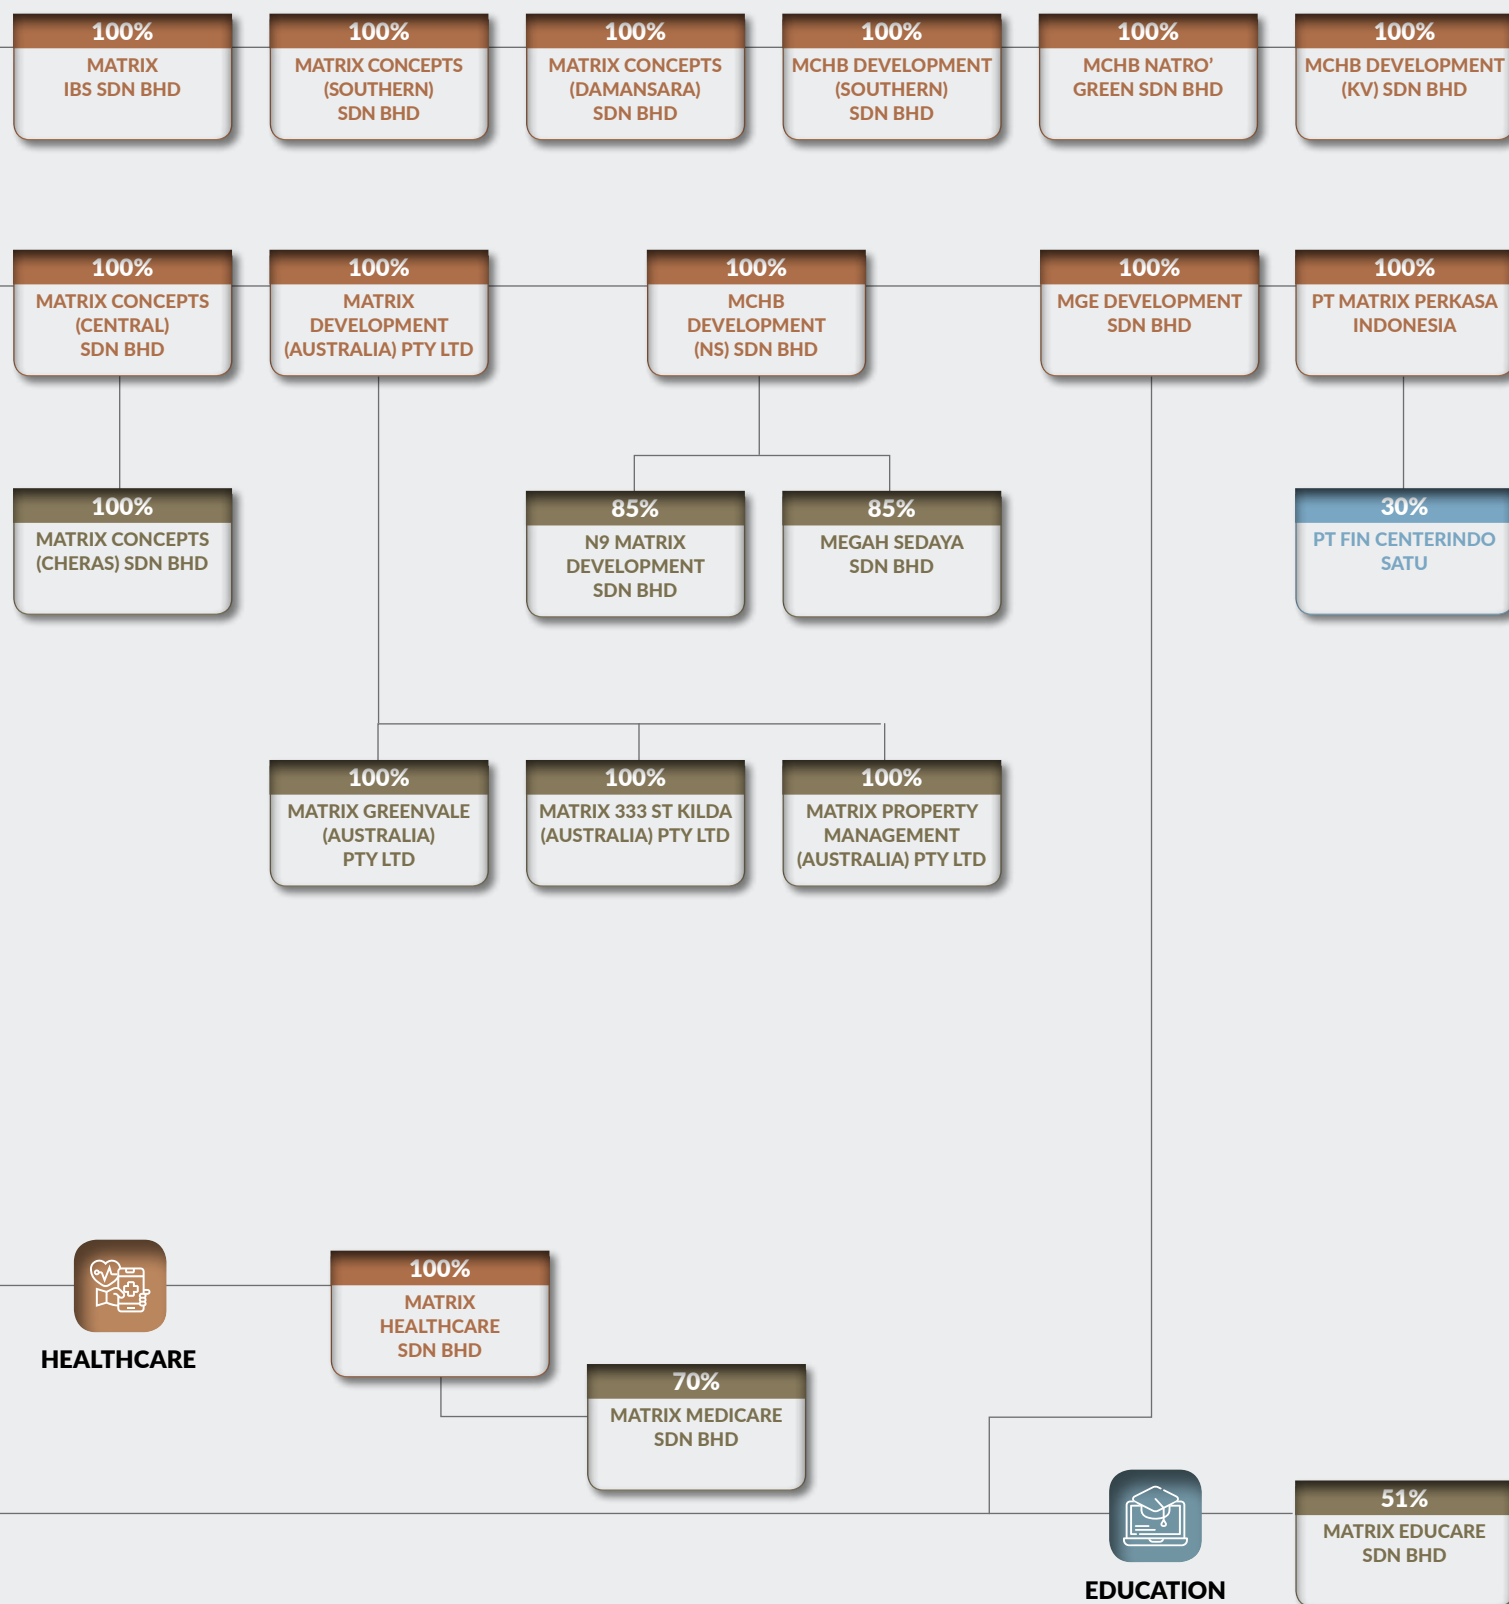 100%
MATRIX
IBS SDN BHD
100%
MATRIX CONCEPTS
(SOUTHERN)
SDN BHD
100%
MATRIX CONCEPTS
(DAMANSARA)
SDN BHD
100%
MCHB DEVELOPMENT
(SOUTHERN)
SDN BHD
100%
MCHB NATRO’
GREEN SDN BHD
100%
MCHB DEVELOPMENT
(KV) SDN BHD
100%
MATRIX CONCEPTS
(CENTRAL)
SDN BHD
100%
MATRIX
DEVELOPMENT
(AUSTRALIA) PTY LTD
100%
MCHB
DEVELOPMENT
(NS) SDN BHD
100%
MGE DEVELOPMENT
SDN BHD
100%
PT MATRIX PERKASA
INDONESIA
100%
MATRIX CONCEPTS
(CHERAS) SDN BHD
85%
N9 MATRIX
DEVELOPMENT
SDN BHD
85%
MEGAH SEDAYA
SDN BHD
30%
PT FIN CENTERINDO
SATU
100%
MATRIX GREENVALE
(AUSTRALIA)
PTY LTD
100%
MATRIX 333 ST KILDA
(AUSTRALIA) PTY LTD
100%
MATRIX PROPERTY
MANAGEMENT
(AUSTRALIA) PTY LTD
HEALTHCARE
100%
MATRIX
HEALTHCARE
SDN BHD
70%
MATRIX MEDICARE
SDN BHD
EDUCATION
51%
MATRIX EDUCARE
SDN BHD